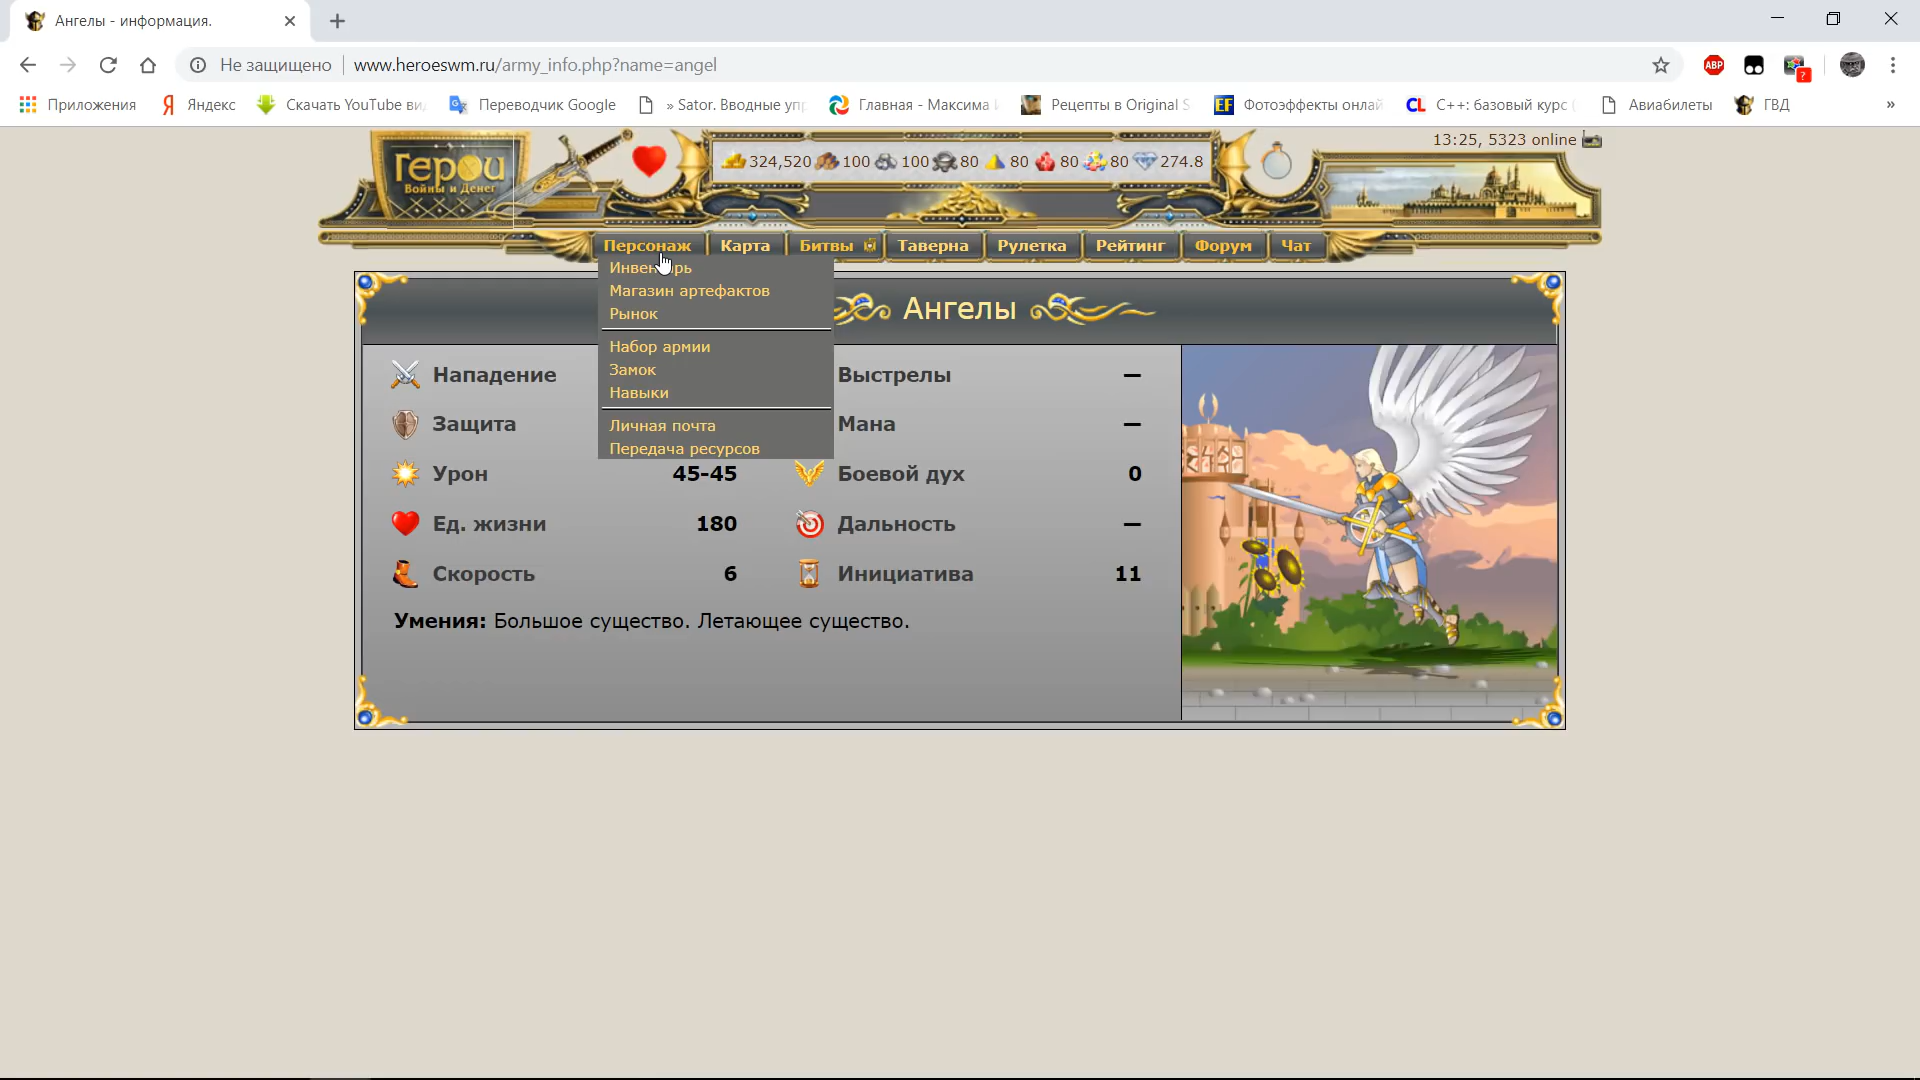 Ангелы - информация.
Не защищено
www.heroeswm.ru/army_info.php?name=angel
ABP
?
Приложения
Яндекс
Скачать YouTube ви
Переводчик Google
» Sator. Вводные упр
Главная - Максима
Рецепты в Original S
EF Фотоэффекты онлай
CL C++: базовый курс (
Авиабилеты
ГВД
»
13:25, 5323 online
Герои
Войны и Денег
324,520 100 100 80 80 80 80 274.8
Персонаж Карта Битвы Таверна Рулетка Рейтинг Форум Чат
Инвентарь
Магазин артефактов
Рынок
Набор армии
Замок
Навыки
Личная почта
Передача ресурсов
Ангелы
Нападение
Выстрелы —
Защита
Мана —
Урон 45-45
Боевой дух 0
Ед. жизни 180
Дальность —
Скорость 6
Инициатива 11
Умения: Большое существо. Летающее существо.